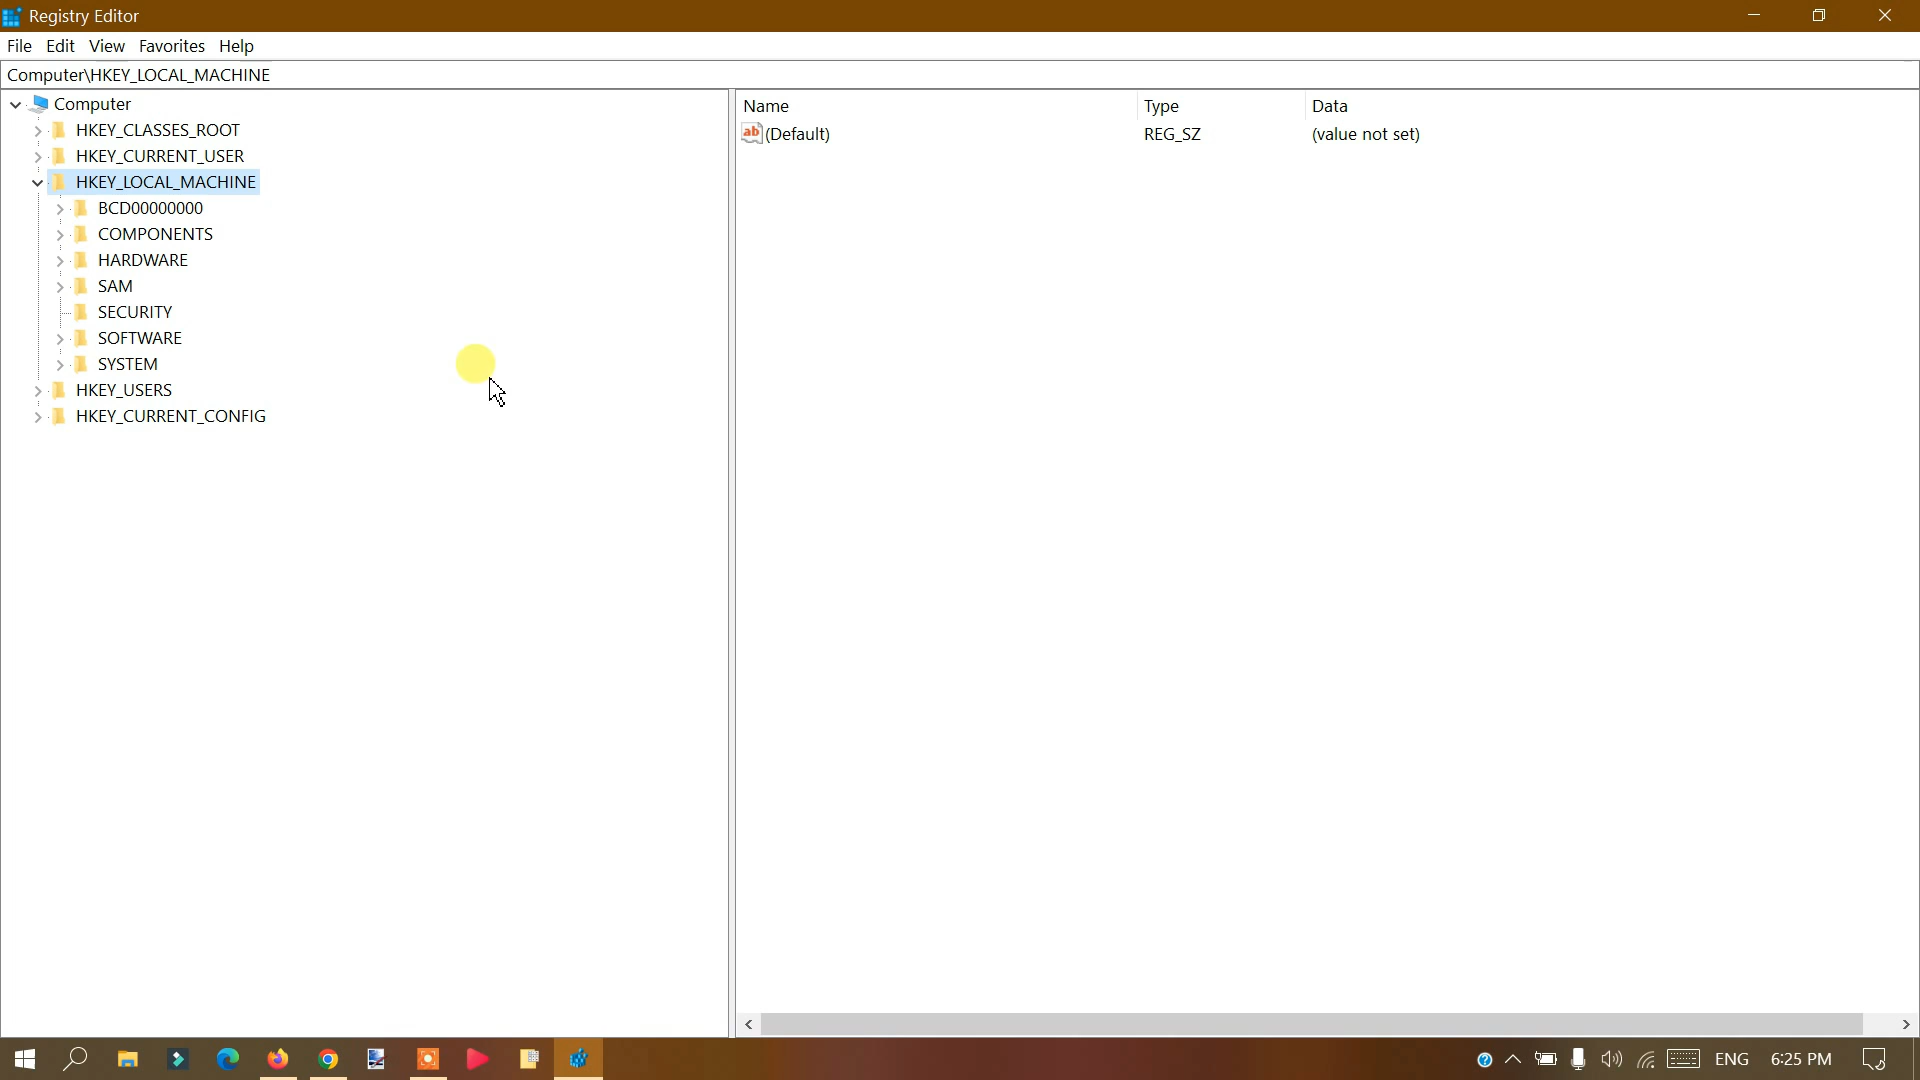 Registry Editor
File Edit View Favorites Help
Computer\HKEY_LOCAL_MACHINE
Computer
HKEY_CLASSES_ROOT
HKEY_CURRENT_USER
HKEY_LOCAL_MACHINE
BCD00000000
COMPONENTS
HARDWARE
SAM
SECURITY
SOFTWARE
SYSTEM
HKEY_USERS
HKEY_CURRENT_CONFIG
Name Type Data
ab (Default) REG_SZ (value not set)
ENG 6:25 PM